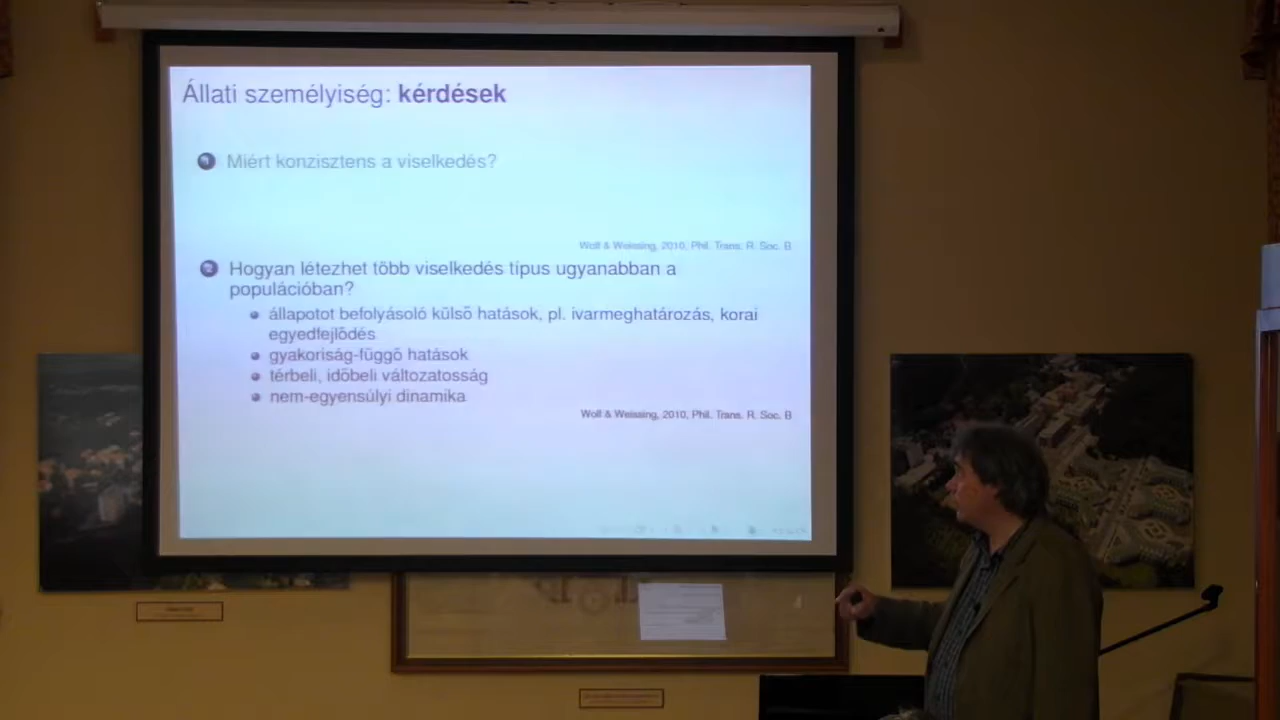 Állati személyiség: kérdések
1 Miért konzisztens a viselkedés?
Wolf & Weissing, 2010, Phil. Trans. R. Soc. B
2 Hogyan létezhet több viselkedés típus ugyanabban a
populációban?
állapotot befolyásoló külső hatások, pl. ivarmeghatározás, korai
egyedfejlődés
gyakoriság-függő hatások
térbeli, időbeli változatosság
nem-egyensúlyi dinamika
Wolf & Weissing, 2010, Phil. Trans. R. Soc. B